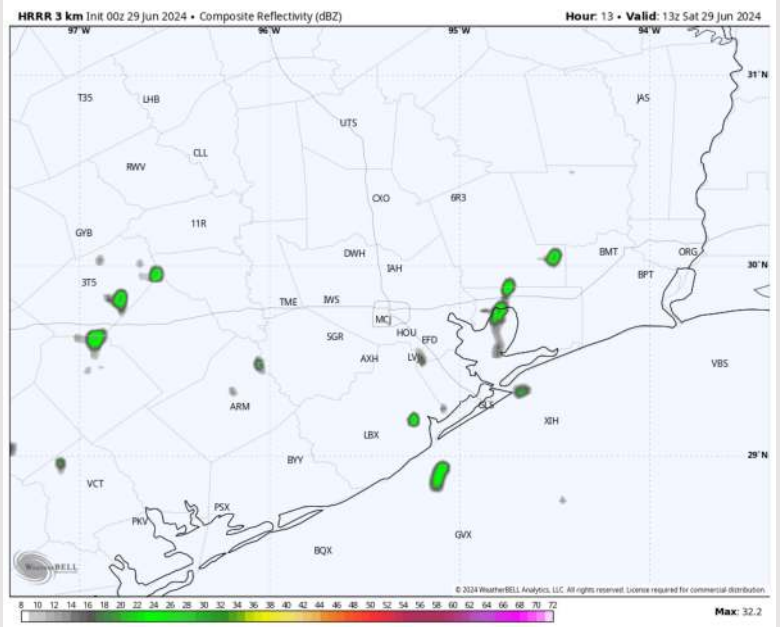 HRRR 3 km Init 00z 29 Jun 2024 • Composite Reflectivity (dBZ) Hour: 13 • Valid: 13z Sat 29 Jun 2024
97°W 96°W 95°W 94°W
31°N
T35 LHB JAS
UTS
CLL
RWV
CXO 6R3
11R
GYB
DWH BMT ORG
30°N
IAH
BPT
3T5
TME IWS
MCJ
SGR HOU EFD
AXH LVJ VBS
ARM GLS
XIH
LBX
29°N
BYY
VCT
PSX
PKV
GVX
BQX
WeatherBELL
© 2024 WeatherBELL Analytics, LLC. All rights reserved. License required for commercial distribution.
8 10 12 14 16 18 20 22 24 26 28 30 32 34 36 38 40 42 44 46 48 50 52 54 56 58 60 62 64 66 68 70 72 Max: 32.2